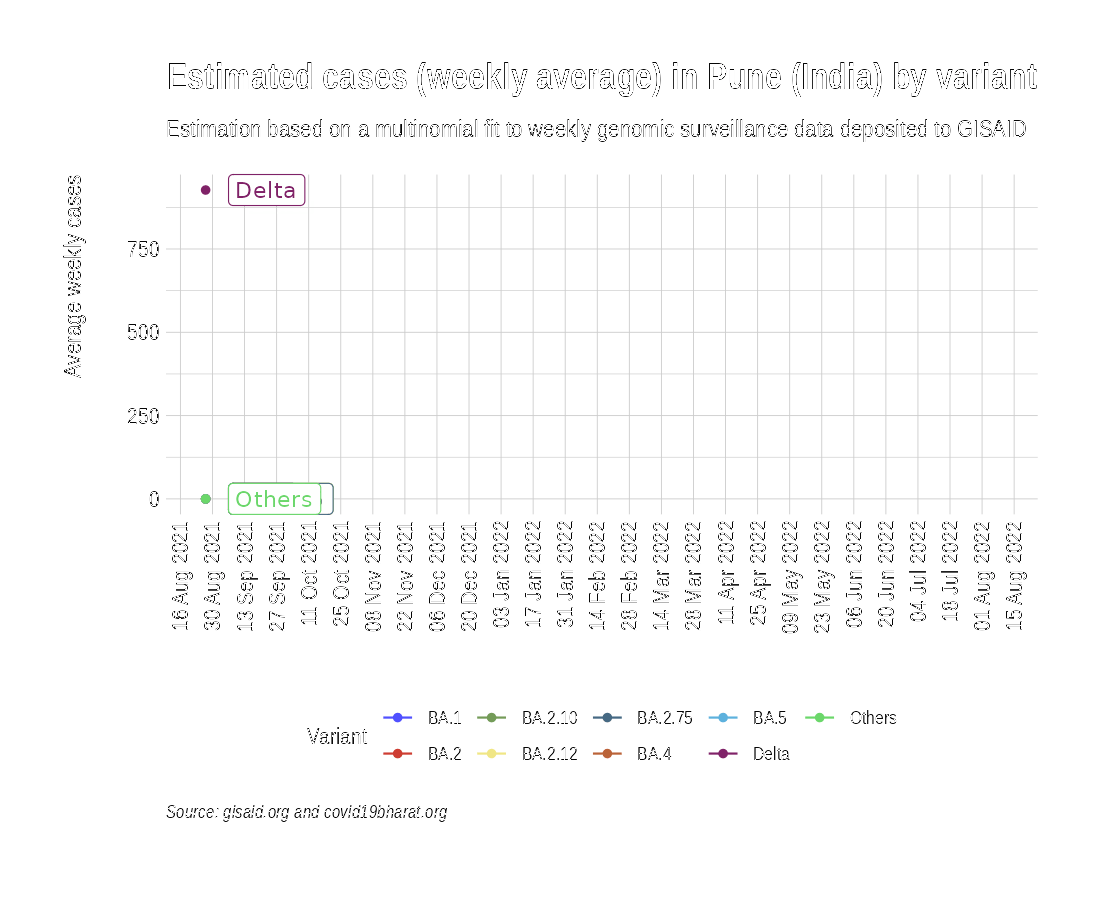 Estimated cases (weekly average) in Pune (India) by variant
Estimation based on a multinomial fit to weekly genomic surveillance data deposited to GISAID
Average weekly cases
Delta
750
500
250
0
Others
16 Aug 2021
30 Aug 2021
13 Sep 2021
27 Sep 2021
11 Oct 2021
25 Oct 2021
08 Nov 2021
22 Nov 2021
06 Dec 2021
20 Dec 2021
03 Jan 2022
17 Jan 2022
31 Jan 2022
14 Feb 2022
28 Feb 2022
14 Mar 2022
28 Mar 2022
11 Apr 2022
25 Apr 2022
09 May 2022
23 May 2022
06 Jun 2022
20 Jun 2022
04 Jul 2022
18 Jul 2022
01 Aug 2022
15 Aug 2022
Variant
BA.1 BA.2.10 BA.2.75 BA.5 Others
BA.2 BA.2.12 BA.4 Delta
Source: gisaid.org and covid19bharat.org